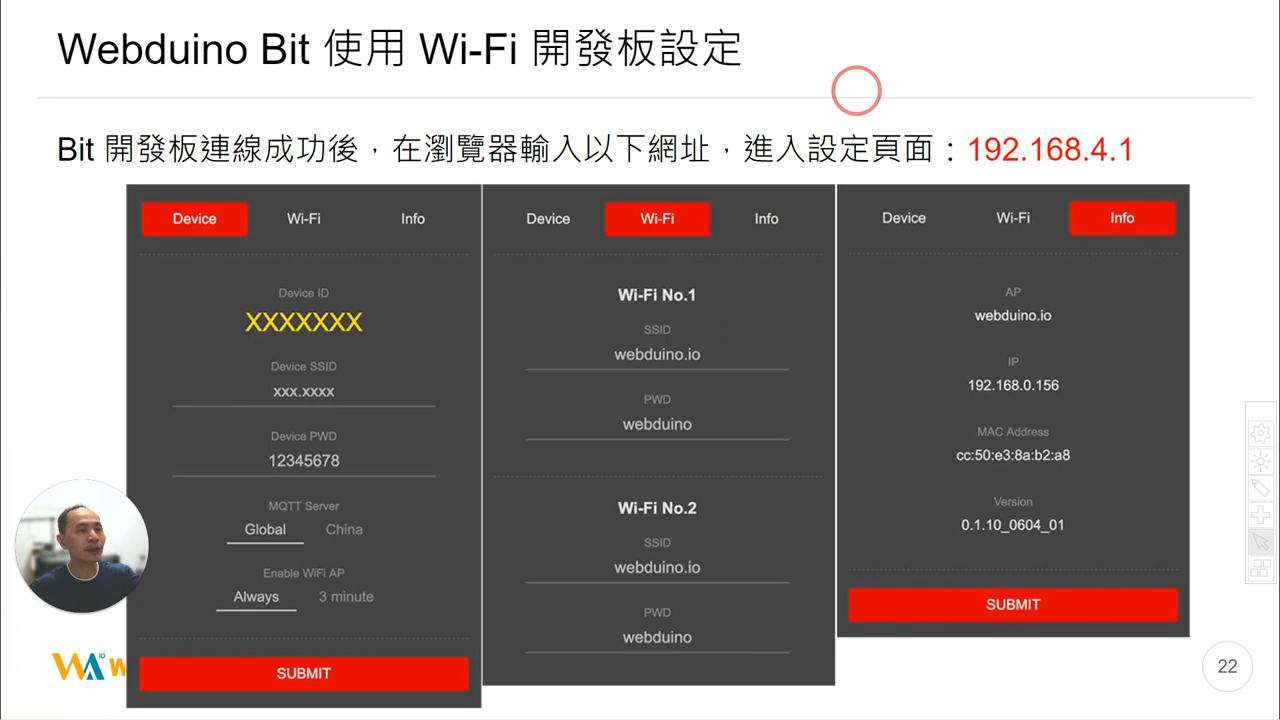 Webduino Bit 使用 Wi-Fi 開發板設定
Bit 開發板連線成功後，在瀏覽器輸入以下網址，進入設定頁面：192.168.4.1
Device Wi-Fi Info
Device ID
XXXXXXX
Device SSID
xxx.xxxx
Device PWD
12345678
MQTT Server
Global China
Enable WiFi AP
Always 3 minute
SUBMIT
Device Wi-Fi Info
Wi-Fi No.1
SSID
webduino.io
PWD
webduino
Wi-Fi No.2
SSID
webduino.io
PWD
webduino
Device Wi-Fi Info
AP
webduino.io
IP
192.168.0.156
MAC Address
cc:50:e3:8a:b2:a8
Version
0.1.10_0604_01
SUBMIT
22